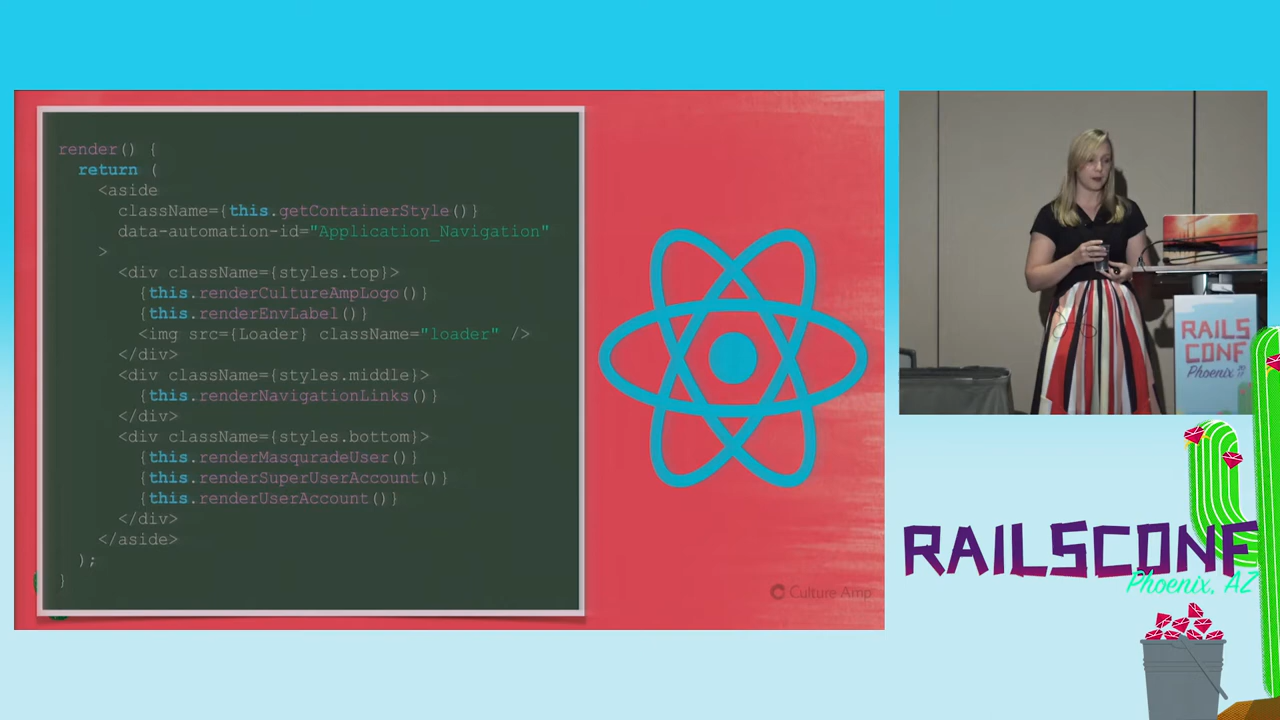 render() {
return (
<aside
className={this.getContainerStyle()}
data-automation-id="Application_Navigation"
>
<div className={styles.top}>
{this.renderCultureAmpLogo()}
{this.renderEnvLabel()}
<img src={Loader} className="loader" />
</div>
<div className={styles.middle}>
{this.renderNavigationLinks()}
</div>
<div className={styles.bottom}>
{this.renderMasquradeUser()}
{this.renderSuperUserAccount()}
{this.renderUserAccount()}
</div>
</aside>
);
}
Culture Amp
RAILS
CONF
Phoenix 2017
RAILSCONF
Phoenix, AZ